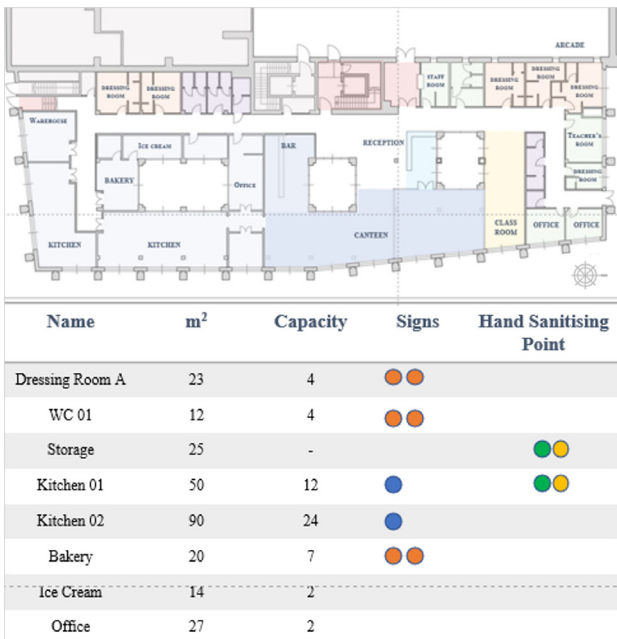 ARCADE
DRESSING ROOM
DRESSING ROOM
STAFF ROOM
DRESSING ROOM
DRESSING ROOM
DRESSING ROOM
WAREHOUSE
ICE CREAM
BAR
RECEPTION
TEACHER'S ROOM
BAKERY
OFFICE
DRESSING ROOM
KITCHEN
KITCHEN
CANTEEN
CLASS ROOM
OFFICE
OFFICE
Name m² Capacity Signs Hand Sanitising
Point
Dressing Room A 23 4
WC 01 12 4
Storage 25 -
Kitchen 01 50 12
Kitchen 02 90 24
Bakery 20 7
Ice Cream 14 2
Office 27 2